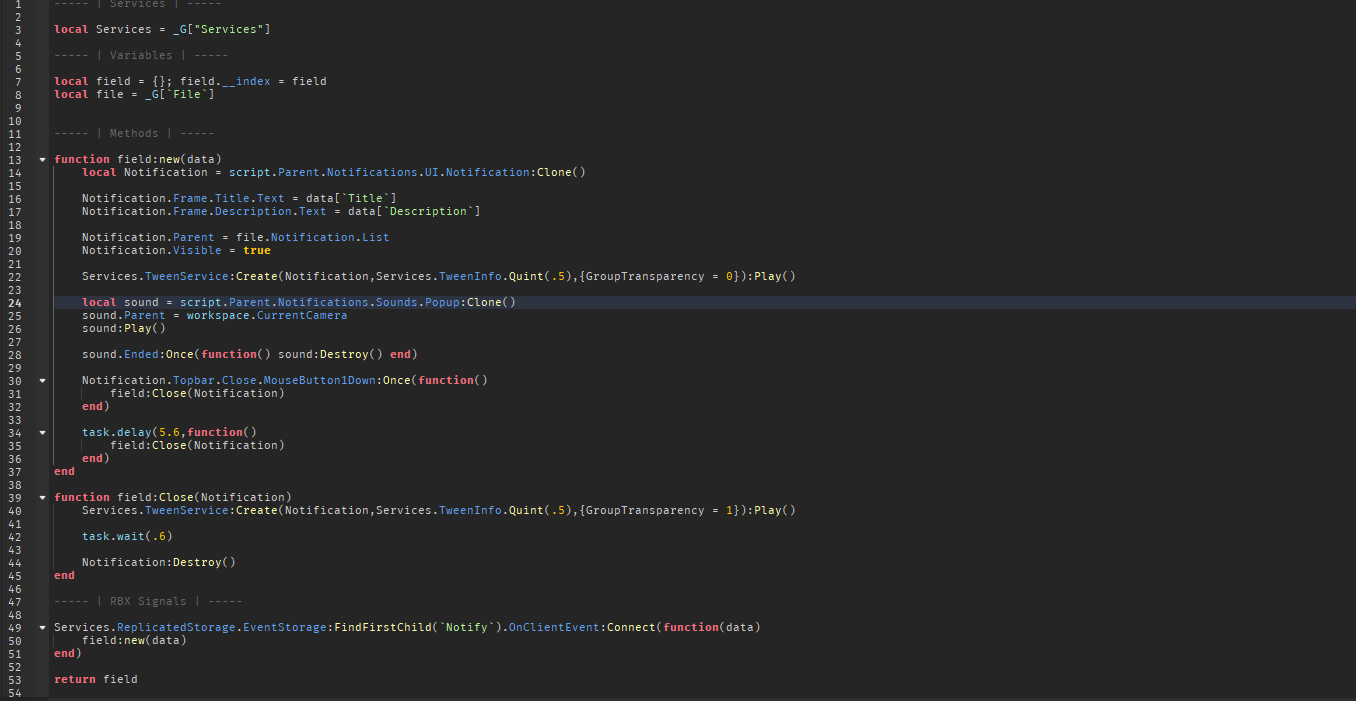 1 ----- | Services | -----
2
3 local Services = _G["Services"]
4
5 ----- | Variables | -----
6
7 local field = {}; field.__index = field
8 local file = _G[`File`]
9
10
11 ----- | Methods | -----
12
13 function field:new(data)
14 local Notification = script.Parent.Notifications.UI.Notification:Clone()
15
16 Notification.Frame.Title.Text = data[`Title`]
17 Notification.Frame.Description.Text = data[`Description`]
18
19 Notification.Parent = file.Notification.List
20 Notification.Visible = true
21
22 Services.TweenService:Create(Notification,Services.TweenInfo.Quint(.5),{GroupTransparency = 0}):Play()
23
24 local sound = script.Parent.Notifications.Sounds.Popup:Clone()
25 sound.Parent = workspace.CurrentCamera
26 sound:Play()
27
28 sound.Ended:Once(function() sound:Destroy() end)
29
30 Notification.Topbar.Close.MouseButton1Down:Once(function()
31 field:Close(Notification)
32 end)
33
34 task.delay(5.6,function()
35 field:Close(Notification)
36 end)
37 end
38
39 function field:Close(Notification)
40 Services.TweenService:Create(Notification,Services.TweenInfo.Quint(.5),{GroupTransparency = 1}):Play()
41
42 task.wait(.6)
43
44 Notification:Destroy()
45 end
46
47 ----- | RBX Signals | -----
48
49 Services.ReplicatedStorage.EventStorage:FindFirstChild(`Notify`).OnClientEvent:Connect(function(data)
50 field:new(data)
51 end)
52
53 return field
54